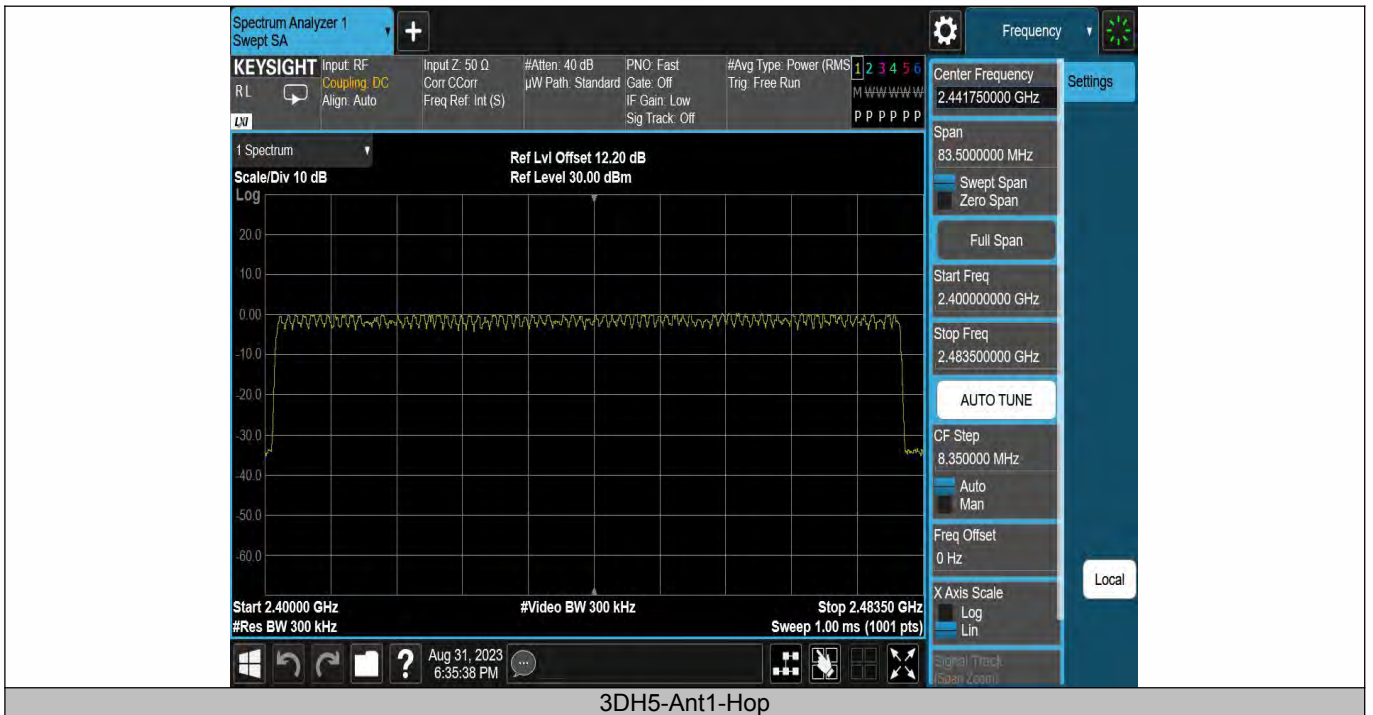 Spectrum Analyzer 1
Swept SA
+
Frequency
KEYSIGHT
RL
LXI
Input: RF
Coupling: DC
Align: Auto
Input Z: 50 Ω
Corr CCorr
Freq Ref: Int (S)
#Atten: 40 dB
µW Path: Standard
PNO: Fast
Gate: Off
IF Gain: Low
Sig Track: Off
#Avg Type: Power (RMS
Trig: Free Run
1 2 3 4 5 6
M W W W W W
P P P P P P
1 Spectrum
Scale/Div 10 dB
Ref Lvl Offset 12.20 dB
Ref Level 30.00 dBm
Log
20.0
10.0
0.00
-10.0
-20.0
-30.0
-40.0
-50.0
-60.0
Start 2.40000 GHz
#Res BW 300 kHz
#Video BW 300 kHz
Stop 2.48350 GHz
Sweep 1.00 ms (1001 pts)
Center Frequency
2.441750000 GHz
Settings
Span
83.5000000 MHz
Swept Span
Zero Span
Full Span
Start Freq
2.400000000 GHz
Stop Freq
2.483500000 GHz
AUTO TUNE
CF Step
8.350000 MHz
Auto
Man
Freq Offset
0 Hz
X Axis Scale
Log
Lin
Signal Track
(Span Zoom)
Local
?
Aug 31, 2023
6:35:38 PM
3DH5-Ant1-Hop